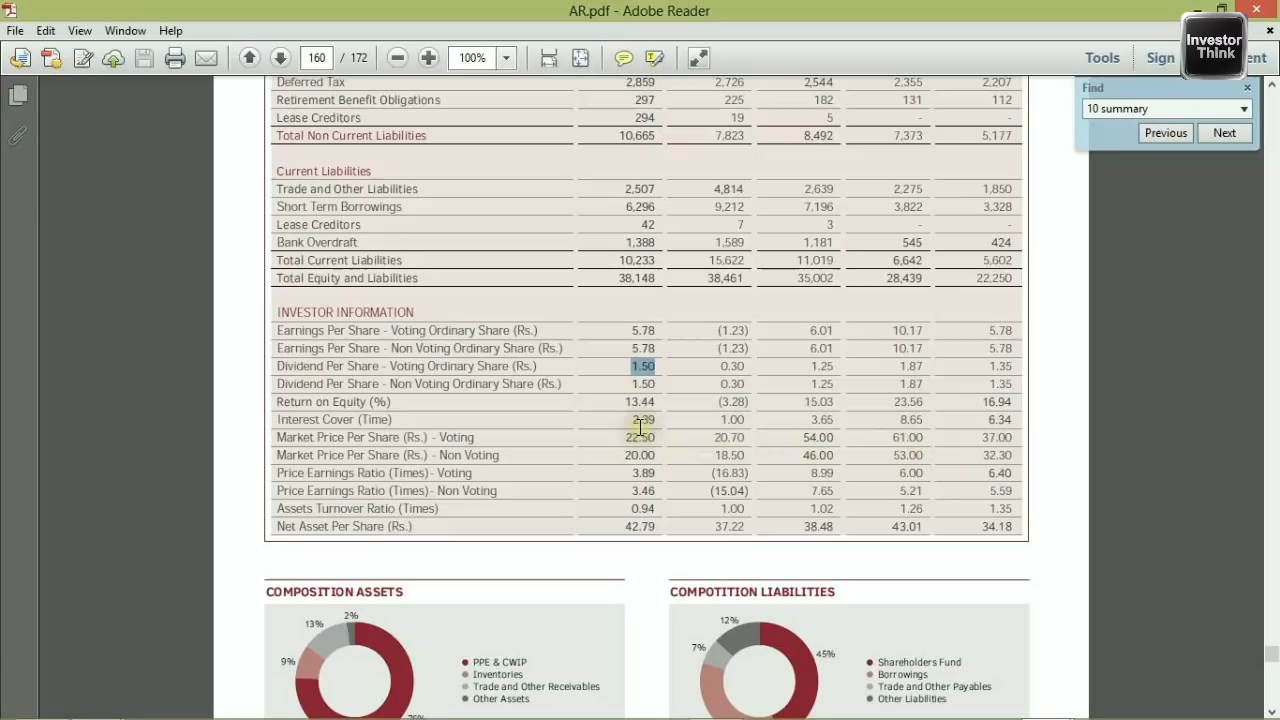 AR.pdf - Adobe Reader
File Edit View Window Help
Investor
Think
160 / 172 100% Tools Sign
Find
10 summary
Previous Next
Deferred Tax 2,859 2,726 2,544 2,355 2,207
Retirement Benefit Obligations 297 225 182 131 112
Lease Creditors 294 19 5 - -
Total Non Current Liabilities 10,665 7,823 8,492 7,373 5,177
Current Liabilities
Trade and Other Liabilities 2,507 4,814 2,639 2,275 1,850
Short Term Borrowings 6,296 9,212 7,196 3,822 3,328
Lease Creditors 42 7 3 - -
Bank Overdraft 1,388 1,589 1,181 545 424
Total Current Liabilities 10,233 15,622 11,019 6,642 5,602
Total Equity and Liabilities 38,148 38,461 35,002 28,439 22,250
INVESTOR INFORMATION
Earnings Per Share - Voting Ordinary Share (Rs.) 5.78 (1.23) 6.01 10.17 5.78
Earnings Per Share - Non Voting Ordinary Share (Rs.) 5.78 (1.23) 6.01 10.17 5.78
Dividend Per Share - Voting Ordinary Share (Rs.) 1.50 0.30 1.25 1.87 1.35
Dividend Per Share - Non Voting Ordinary Share (Rs.) 1.50 0.30 1.25 1.87 1.35
Return on Equity (%) 13.44 (3.28) 15.03 23.56 16.94
Interest Cover (Time) 1.00 3.65 8.65 6.34
Market Price Per Share (Rs.) - Voting 22.50 20.70 54.00 61.00 37.00
Market Price Per Share (Rs.) - Non Voting 20.00 18.50 46.00 53.00 32.30
Price Earnings Ratio (Times)- Voting 3.89 (16.83) 8.99 6.00 6.40
Price Earnings Ratio (Times)- Non Voting 3.46 (15.04) 7.65 5.21 5.59
Assets Turnover Ratio (Times) 0.94 1.00 1.02 1.26 1.35
Net Asset Per Share (Rs.) 42.79 37.22 38.48 43.01 34.18
COMPOSITION ASSETS
2%
13%
9%
PPE & CWIP
Inventories
Trade and Other Receivables
Other Assets
COMPOTITION LIABILITIES
12%
7%
45%
Shareholders Fund
Borrowings
Trade and Other Payables
Other Liabilities